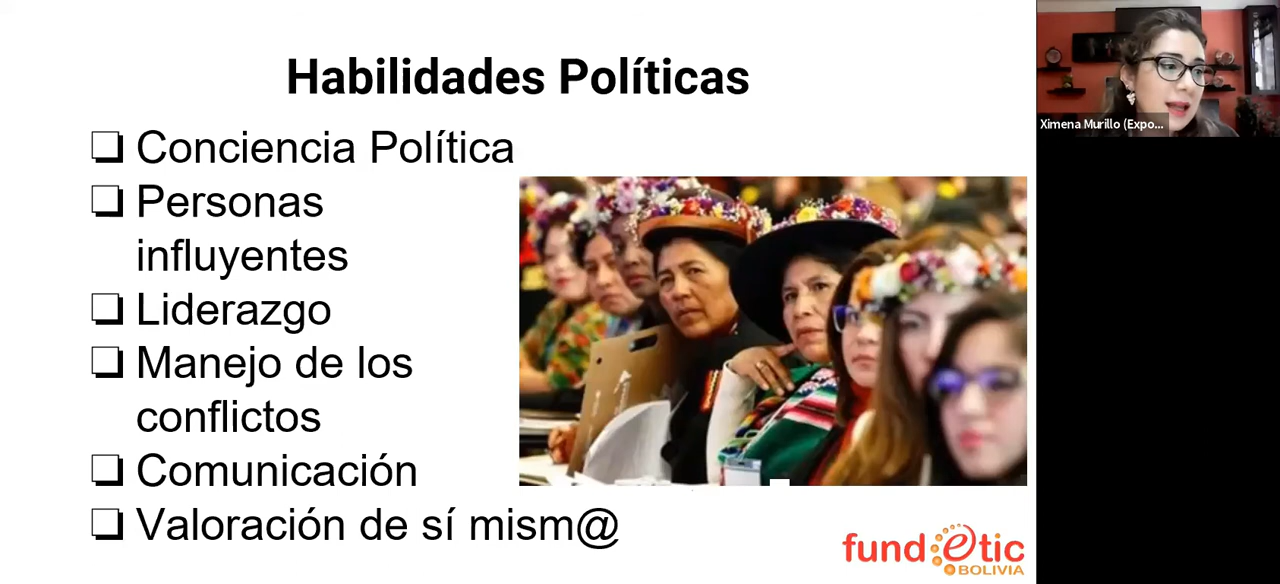 Habilidades Políticas
❑ Conciencia Política
❑ Personas
influyentes
❑ Liderazgo
❑ Manejo de los
conflictos
❑ Comunicación
❑ Valoración de sí mism@
fundetic
BOLIVIA
Ximena Murillo (Expo...